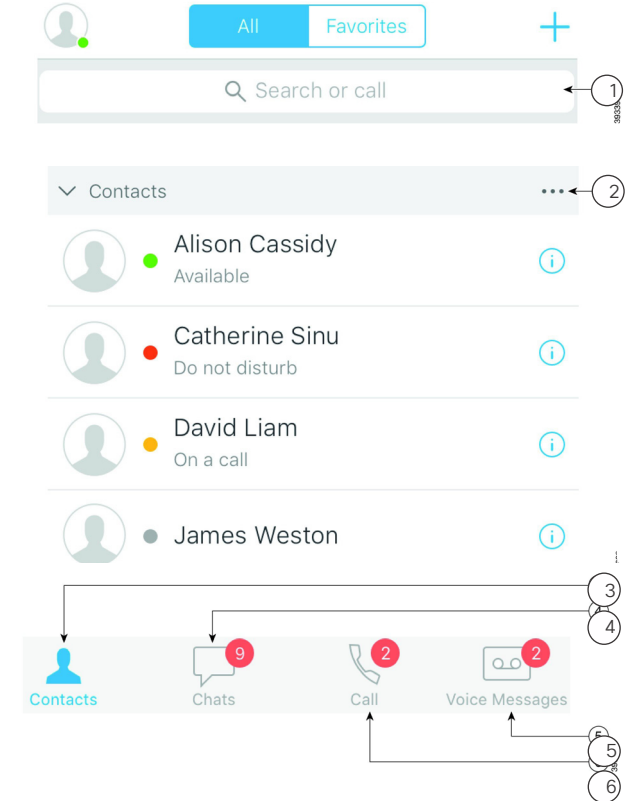 All Favorites
Search or call
1
Contacts
2
Alison Cassidy
Available
Catherine Sinu
Do not disturb
David Liam
On a call
James Weston
3
4
9 2 2
Contacts Chats Call Voice Messages
5
6